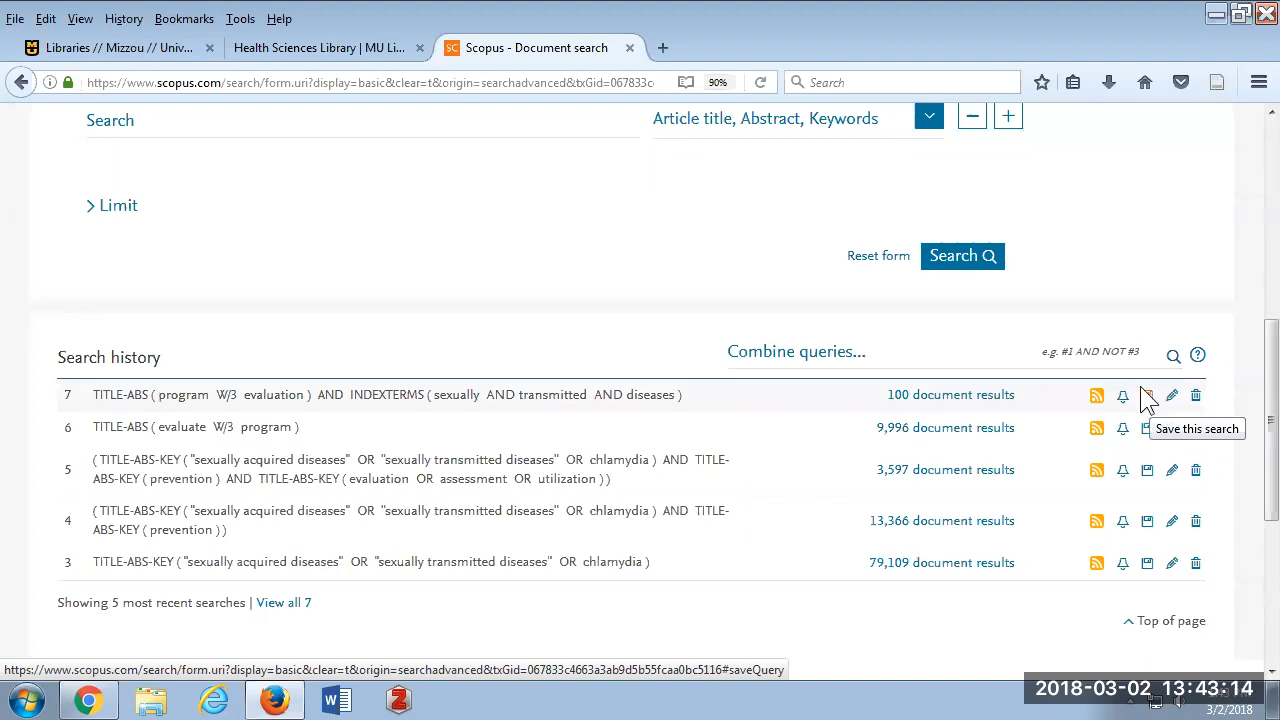 File Edit View History Bookmarks Tools Help
Libraries // Mizzou // Univ... Health Sciences Library | MU Li... SC Scopus - Document search
https://www.scopus.com/search/form.uri?display=basic&clear=t&origin=searchadvanced&txGid=067833c 90% Search
Search Article title, Abstract, Keywords
Limit
Reset form Search
Search history Combine queries... e.g. #1 AND NOT #3
7 TITLE-ABS ( program W/3 evaluation ) AND INDEXTERMS ( sexually AND transmitted AND diseases ) 100 document results
Save this search
6 TITLE-ABS ( evaluate W/3 program ) 9,996 document results
5 ( TITLE-ABS-KEY ( "sexually acquired diseases" OR "sexually transmitted diseases" OR chlamydia ) AND TITLE-
ABS-KEY ( prevention ) AND TITLE-ABS-KEY ( evaluation OR assessment OR utilization ) ) 3,597 document results
4 ( TITLE-ABS-KEY ( "sexually acquired diseases" OR "sexually transmitted diseases" OR chlamydia ) AND TITLE-
ABS-KEY ( prevention ) ) 13,366 document results
3 TITLE-ABS-KEY ( "sexually acquired diseases" OR "sexually transmitted diseases" OR chlamydia ) 79,109 document results
Showing 5 most recent searches | View all 7
Top of page
https://www.scopus.com/search/form.uri?display=basic&clear=t&origin=searchadvanced&txGid=067833c4663a3ab9d5b55fcaa0bc5116#saveQuery
2018-03-02 13:43:14
3/2/2018